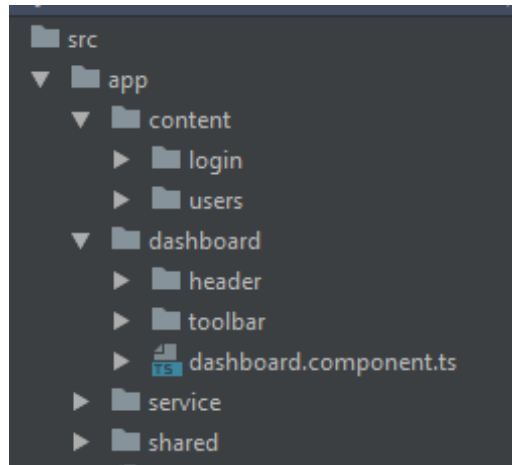 src
app
content
login
users
dashboard
header
toolbar
TS dashboard.component.ts
service
shared